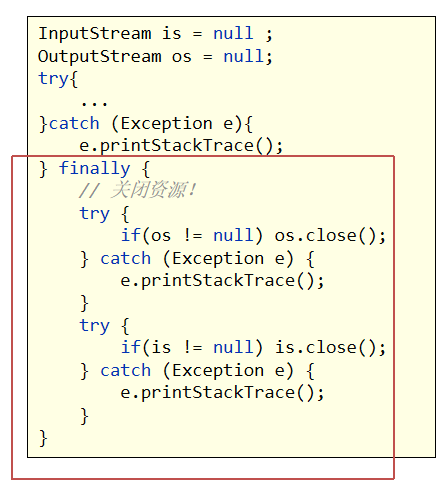 InputStream is = null ;
OutputStream os = null;
try{
    ...
}catch (Exception e){
    e.printStackTrace();
} finally {
    // 关闭资源！
    try {
        if(os != null) os.close();
    } catch (Exception e) {
        e.printStackTrace();
    }
    try {
        if(is != null) is.close();
    } catch (Exception e) {
        e.printStackTrace();
    }
}